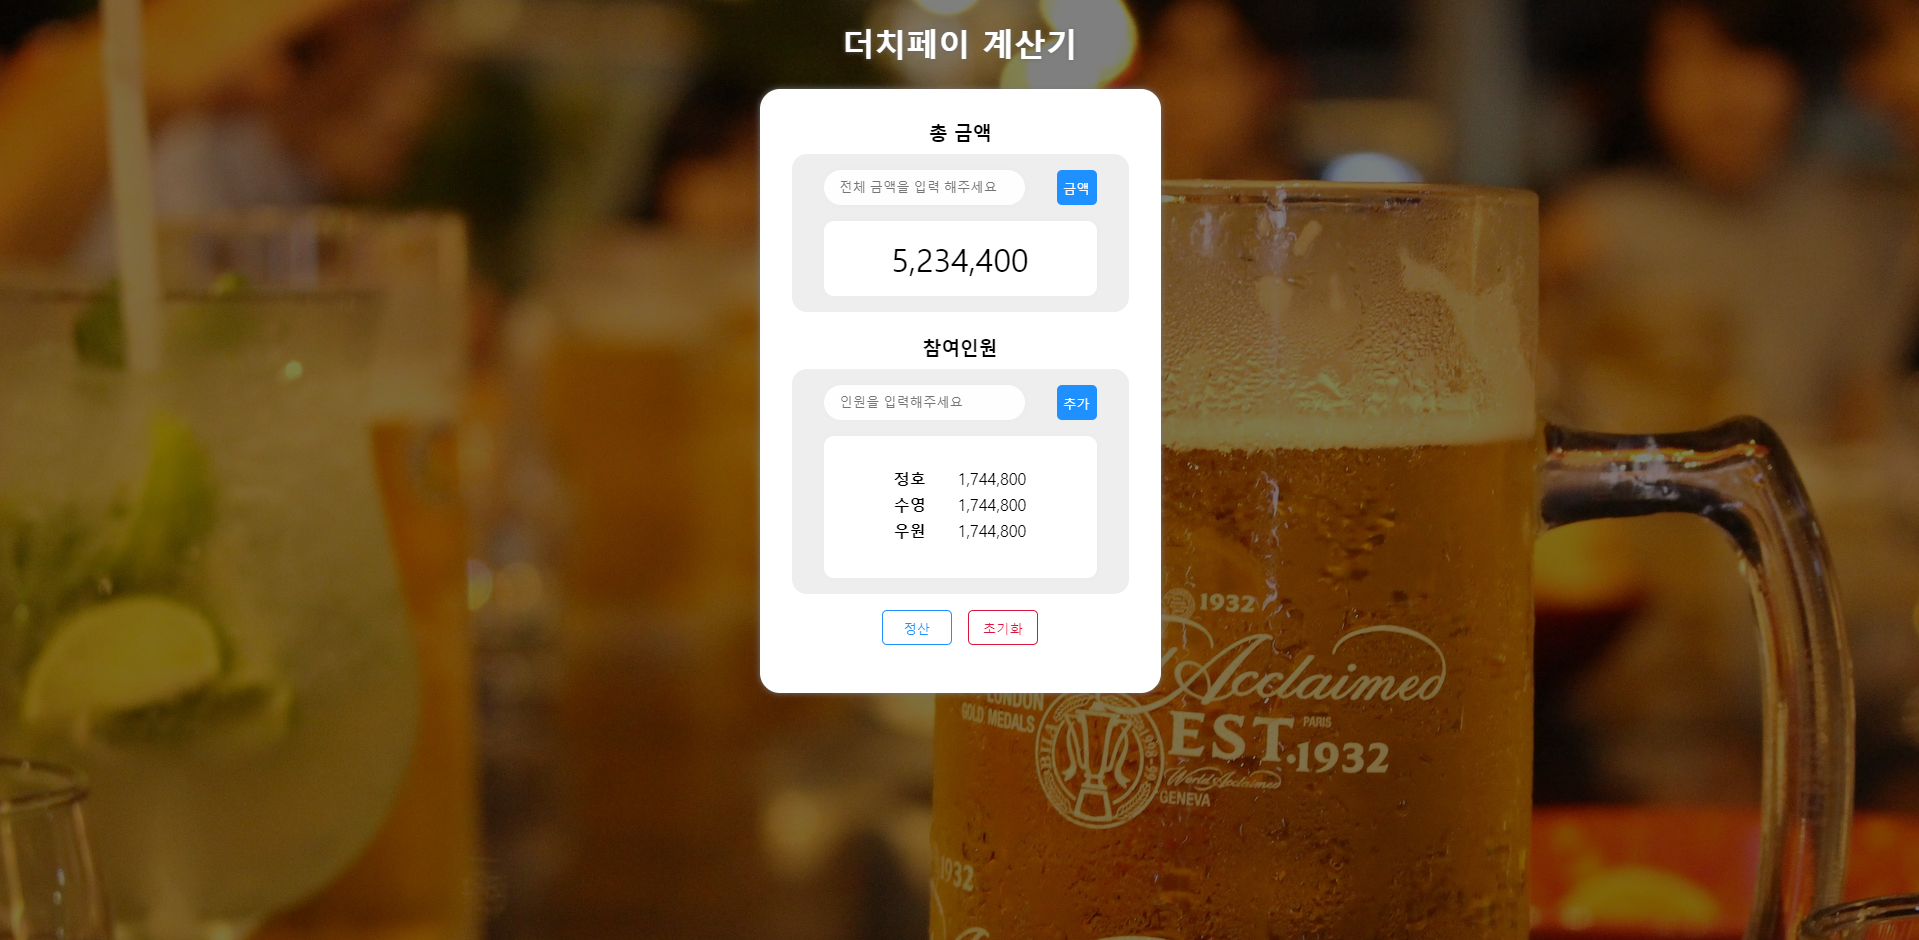 더치페이 계산기
총 금액
전체 금액을 입력 해주세요
금액
5,234,400
참여인원
인원을 입력해주세요
추가
정호 1,744,800
수영 1,744,800
우원 1,744,800
정산
초기화
1932
Acclaimed
LONDON
GOLD MEDALS
PARIS
EST.1932
World Acclaimed
GENEVA
1932